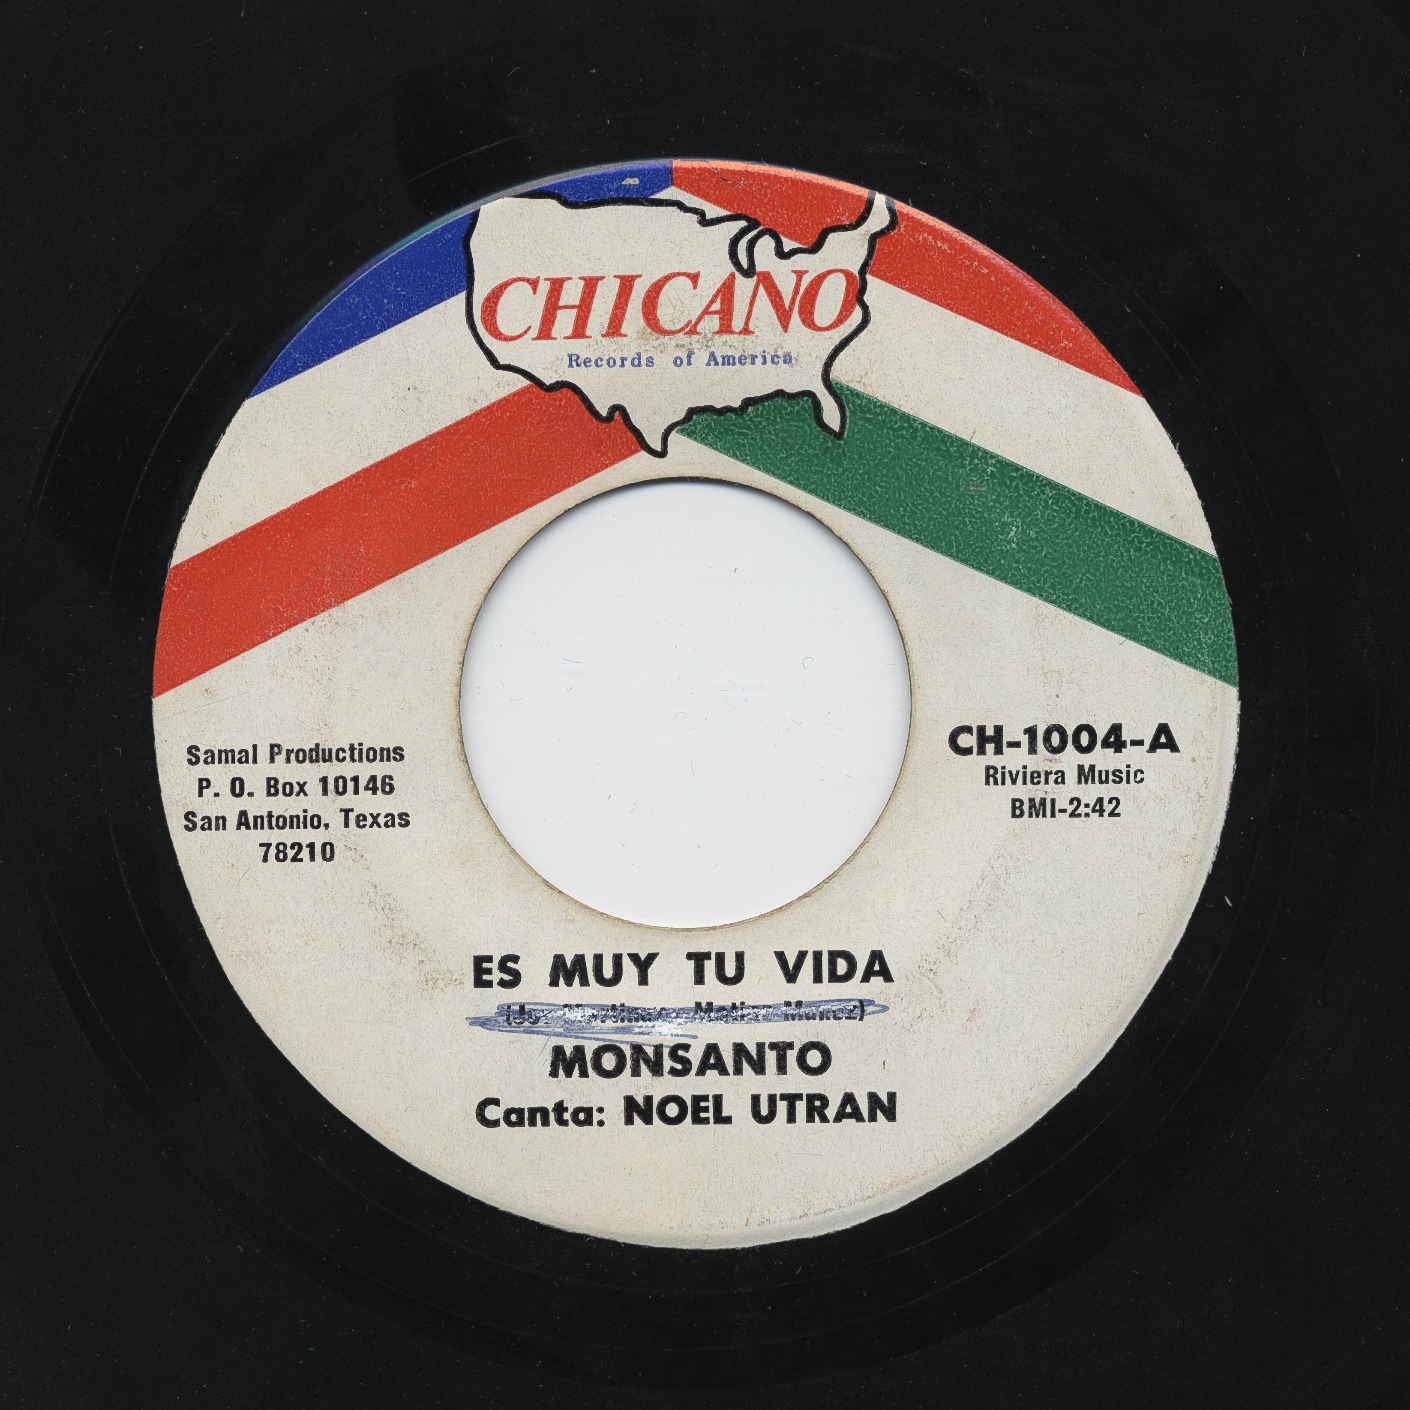 CHICANO
Records of America
Samal Productions
P. O. Box 10146
San Antonio, Texas
78210
CH-1004-A
Riviera Music
BMI-2:42
ES MUY TU VIDA
MONSANTO
Canta: NOEL UTRAN